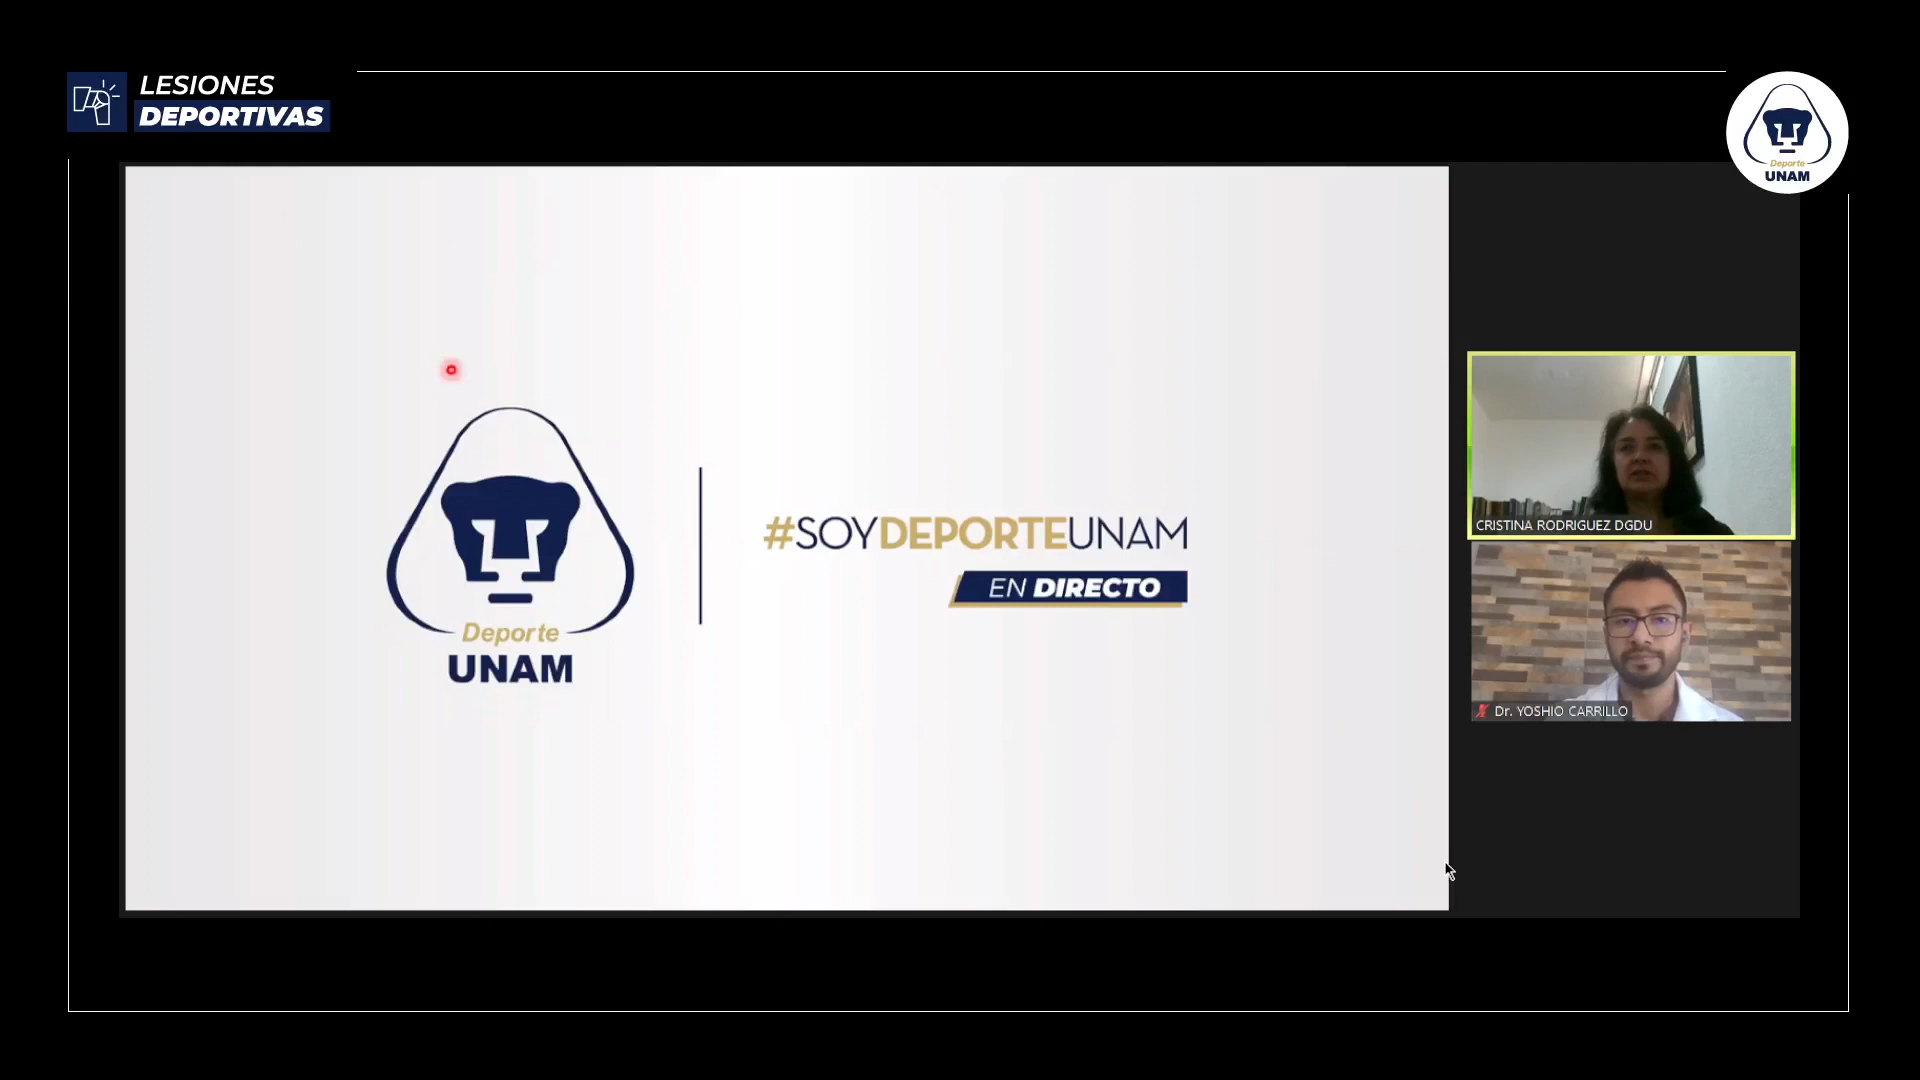 LESIONES
DEPORTIVAS
Deporte
UNAM
#SOYDEPORTEUNAM
EN DIRECTO
Deporte
UNAM
CRISTINA RODRIGUEZ DGDU
Dr. YOSHIO CARRILLO